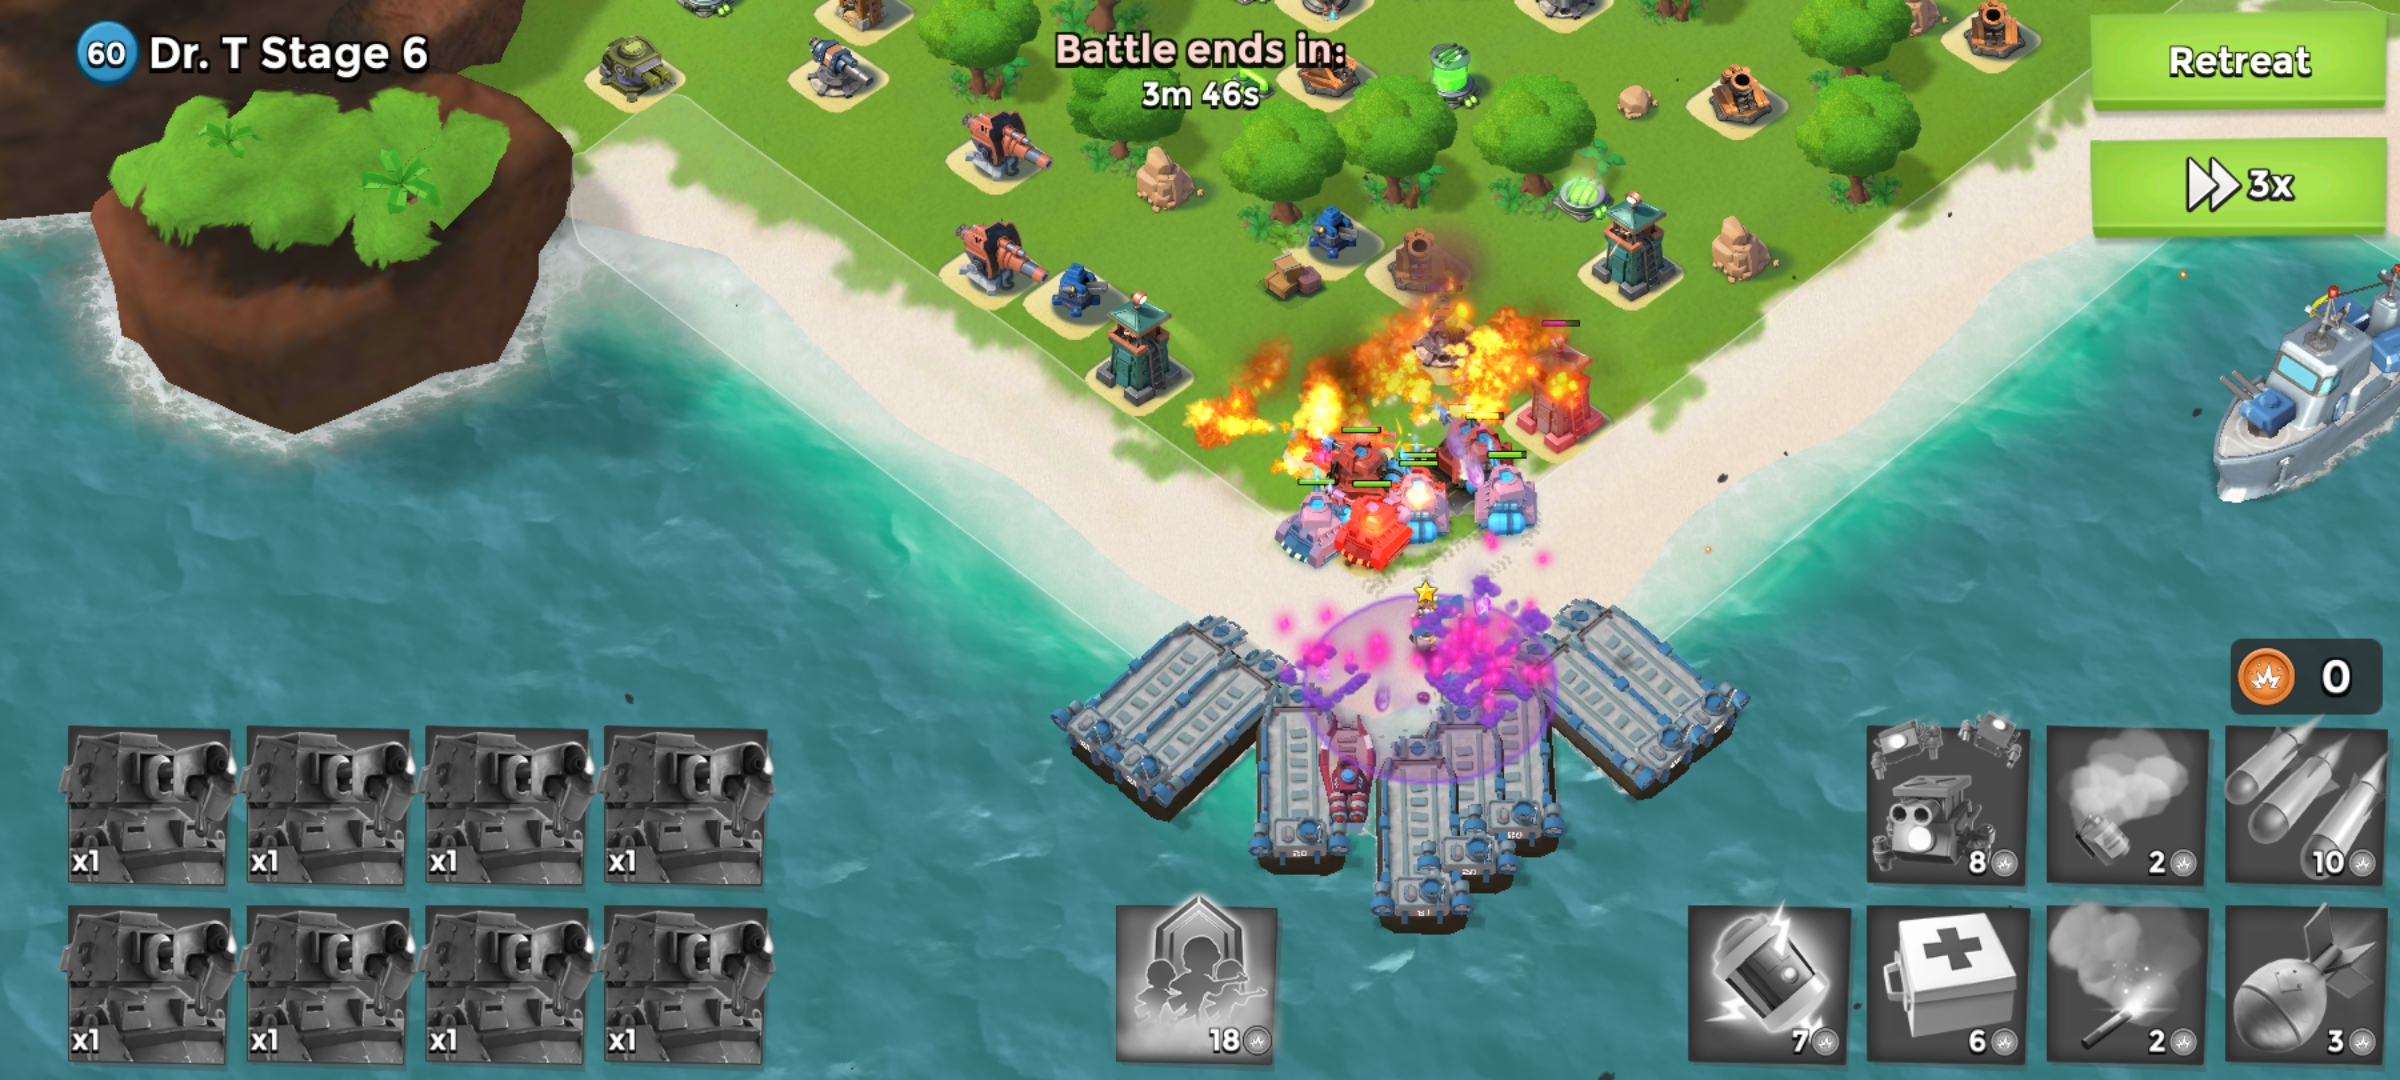 60 Dr. T Stage 6
Battle ends in:
3m 46s
Retreat
3x
0
x1 x1 x1 x1
8 2 10
x1 x1 x1 x1
18
7 6 2 3